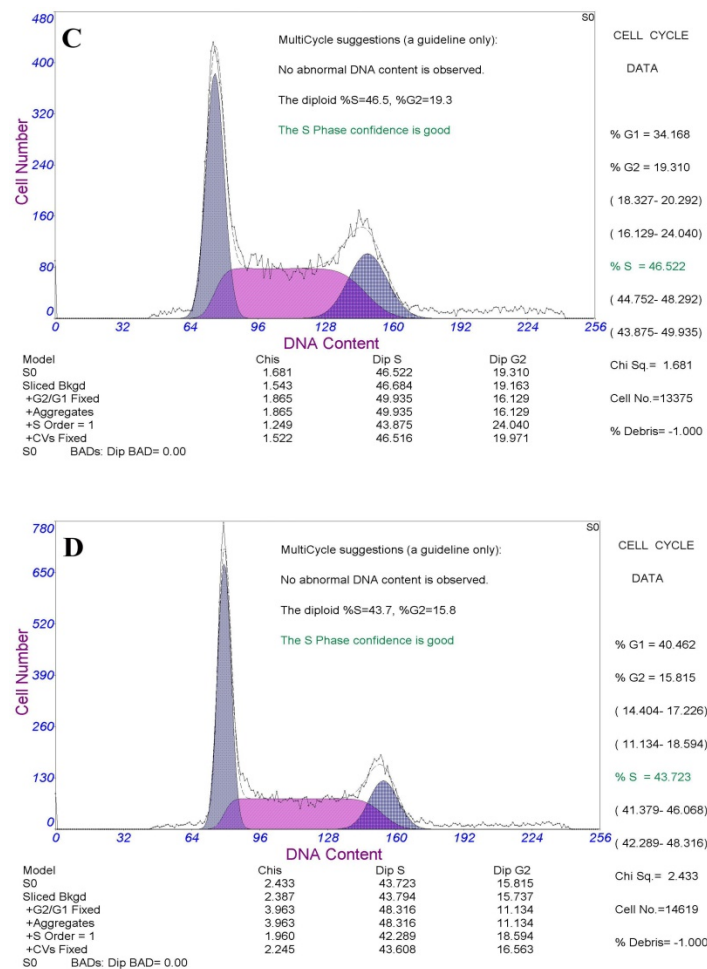 C
S0
MultiCycle suggestions (a guideline only):
No abnormal DNA content is observed.
The diploid %S=46.5, %G2=19.3
The S Phase confidence is good
Cell Number
480
400
320
240
160
80
0
0 32 64 96 128 160 192 224 256
DNA Content
CELL CYCLE
DATA
% G1 = 34.168
% G2 = 19.310
( 18.327- 20.292)
( 16.129- 24.040)
% S = 46.522
( 44.752- 48.292)
( 43.875- 49.935)
Chi Sq.= 1.681
Cell No.=13375
% Debris= -1.000
Model Chis Dip S Dip G2
S0 1.681 46.522 19.310
Sliced Bkgd 1.543 46.684 19.163
+G2/G1 Fixed 1.865 49.935 16.129
+Aggregates 1.865 49.935 16.129
+S Order = 1 1.249 43.875 24.040
+CVs Fixed 1.522 46.516 19.971
S0 BADs: Dip BAD= 0.00
D
S0
MultiCycle suggestions (a guideline only):
No abnormal DNA content is observed.
The diploid %S=43.7, %G2=15.8
The S Phase confidence is good
Cell Number
780
650
520
390
260
130
0
0 32 64 96 128 160 192 224 256
DNA Content
CELL CYCLE
DATA
% G1 = 40.462
% G2 = 15.815
( 14.404- 17.226)
( 11.134- 18.594)
% S = 43.723
( 41.379- 46.068)
( 42.289- 48.316)
Chi Sq.= 2.433
Cell No.=14619
% Debris= -1.000
Model Chis Dip S Dip G2
S0 2.433 43.723 15.815
Sliced Bkgd 2.387 43.794 15.737
+G2/G1 Fixed 3.963 48.316 11.134
+Aggregates 3.963 48.316 11.134
+S Order = 1 1.960 42.289 18.594
+CVs Fixed 2.245 43.608 16.563
S0 BADs: Dip BAD= 0.00